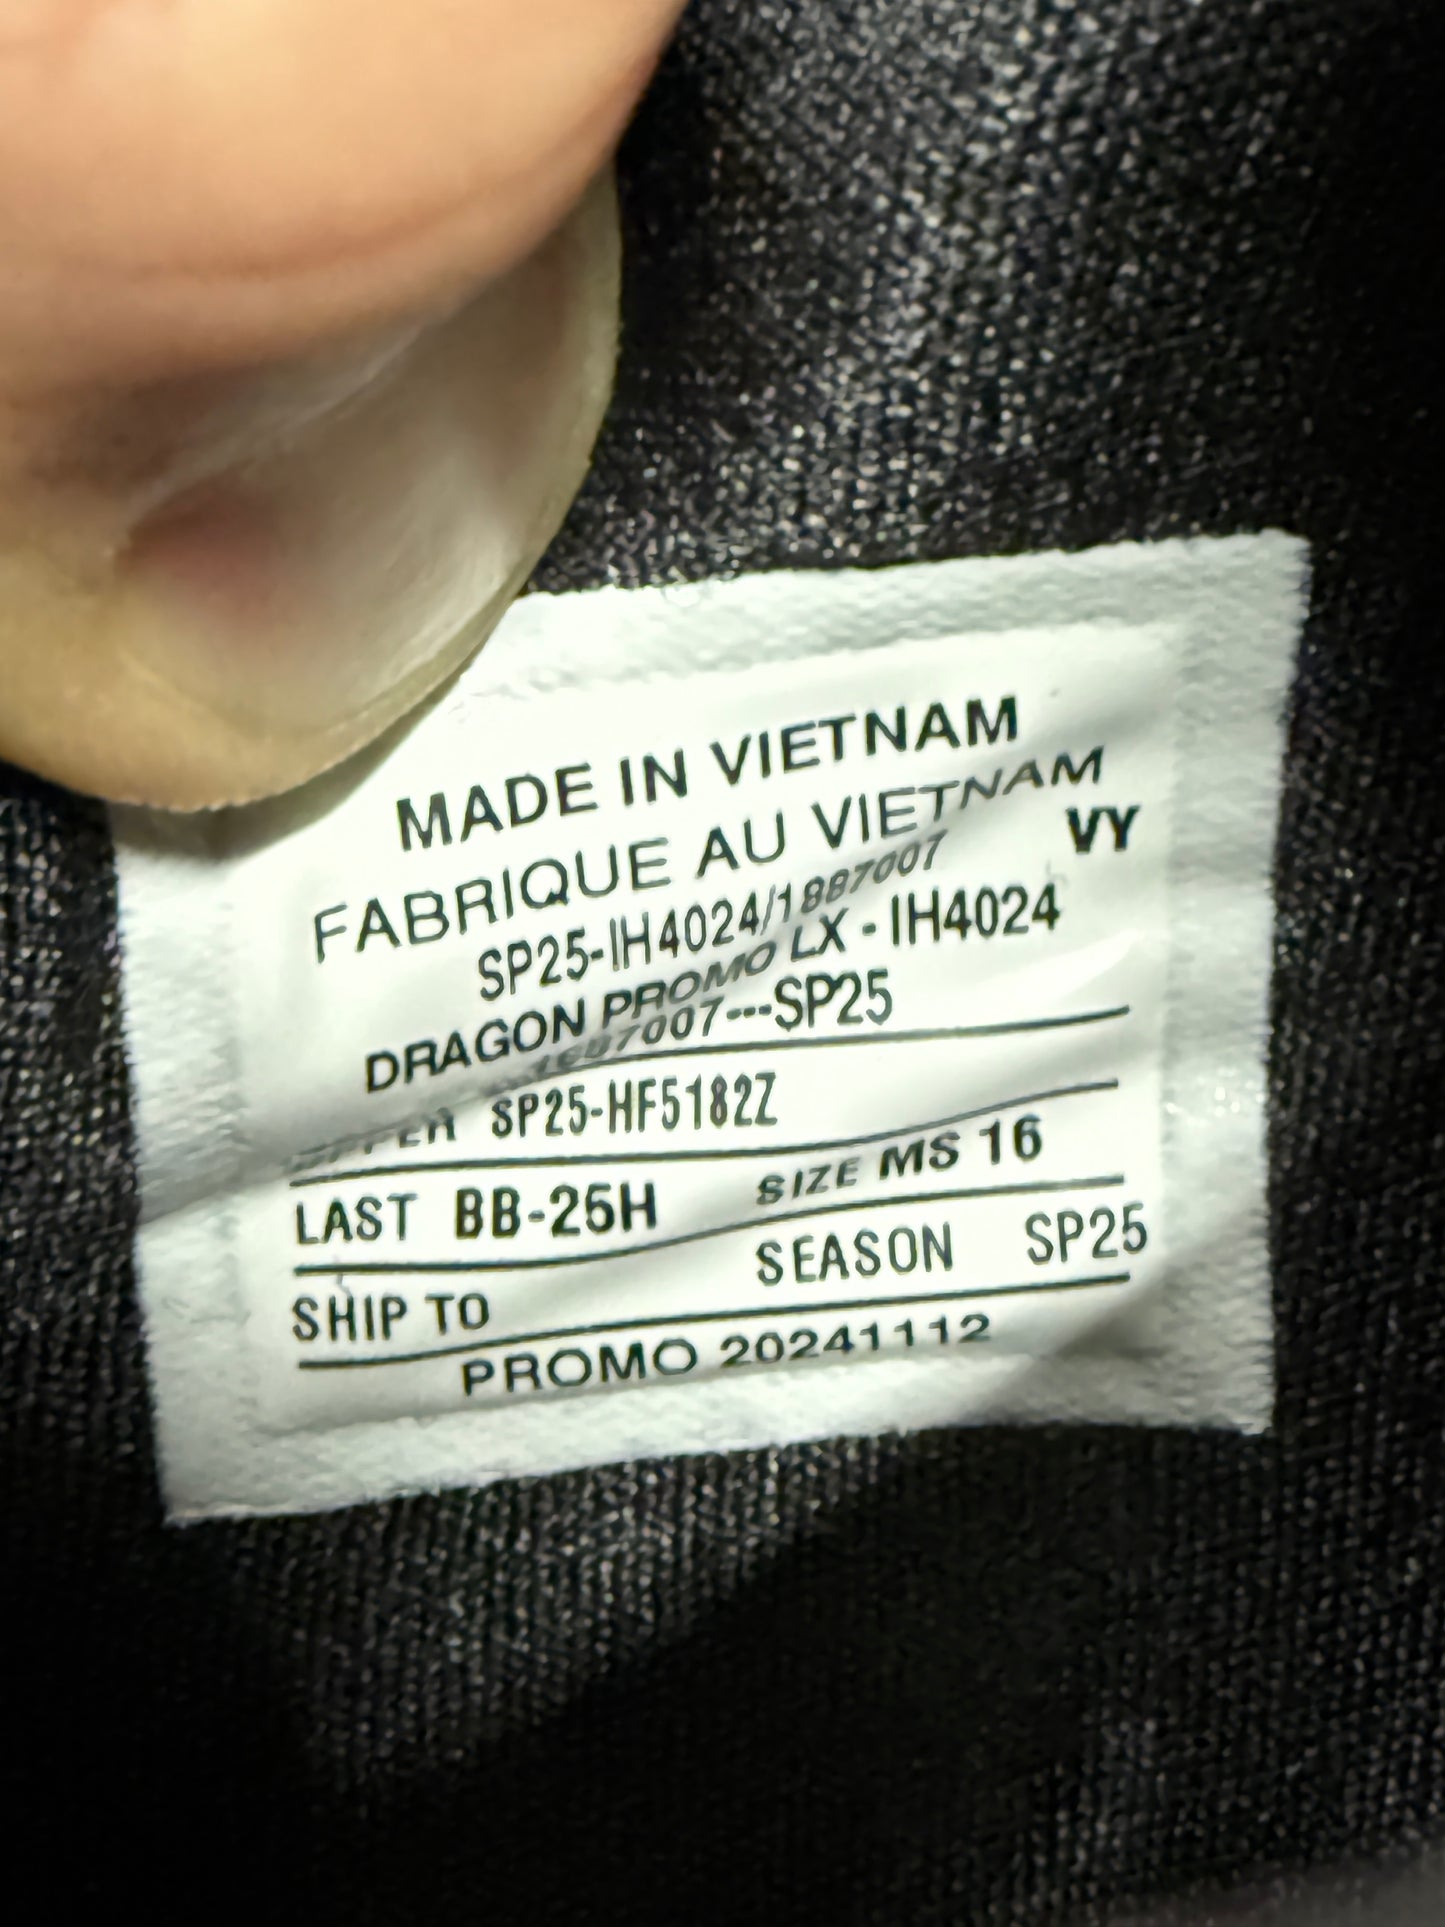 MADE IN VIETNAM
FABRIQUE AU VIETNAM
VY
SP25-IH4024/1887007
DRAGON PROMO LX - IH4024
1887007---SP25
UPPER SP25-HF5182Z
LAST BB-25H SIZE MS 16
SHIP TO SEASON SP25
PROMO 20241112